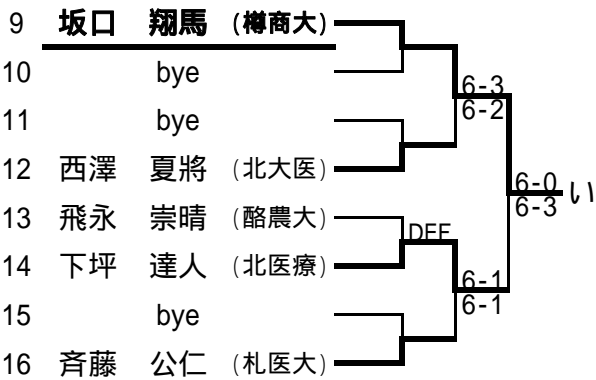 9 坂口 翔馬 (樽商大)
10 bye
6-3
11 bye
6-2
12 西澤 夏將 (北大医)
6-0
い
6-3
13 飛永 崇晴 (酪農大)
DEF
14 下坪 達人 (北医療)
6-1
15 bye
6-1
16 斉藤 公仁 (札医大)